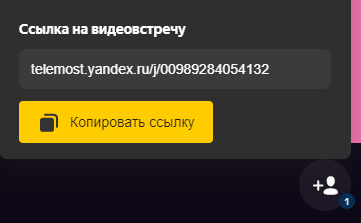 Ссылка на видеовстречу
telemost.yandex.ru/j/00989284054132
Копировать ссылку
1